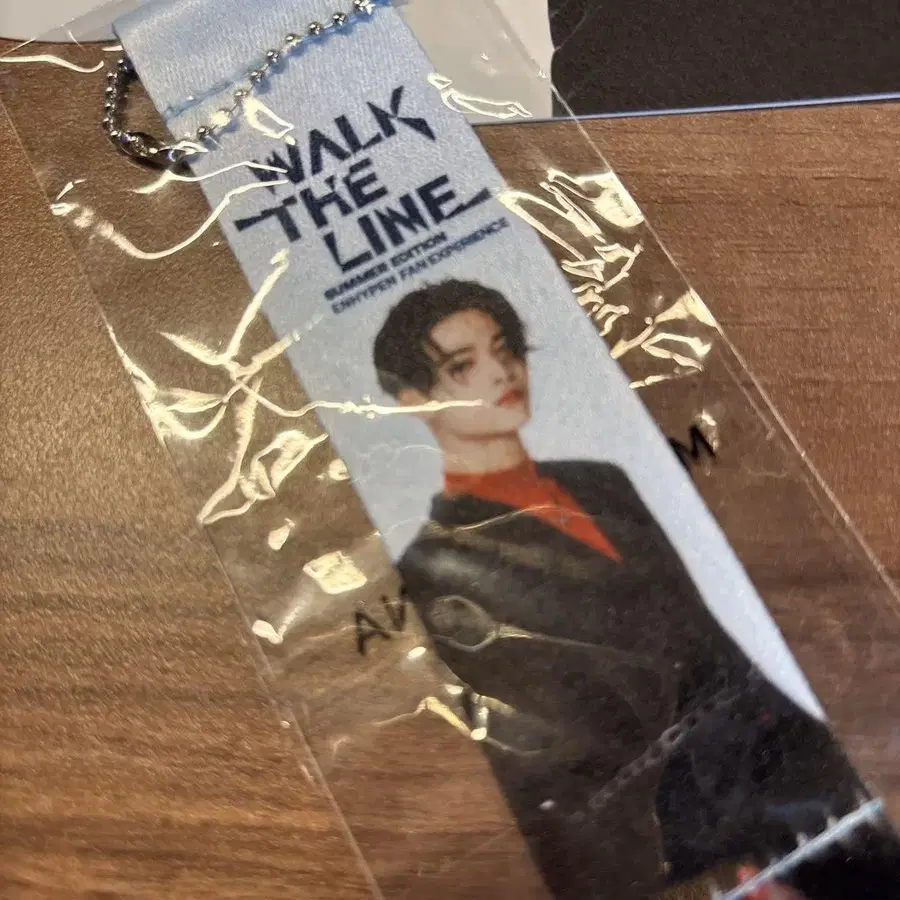 WALK
THE
LINE
SUMMER EDITION
ENHYPEN FAN EXPERIENCE
M